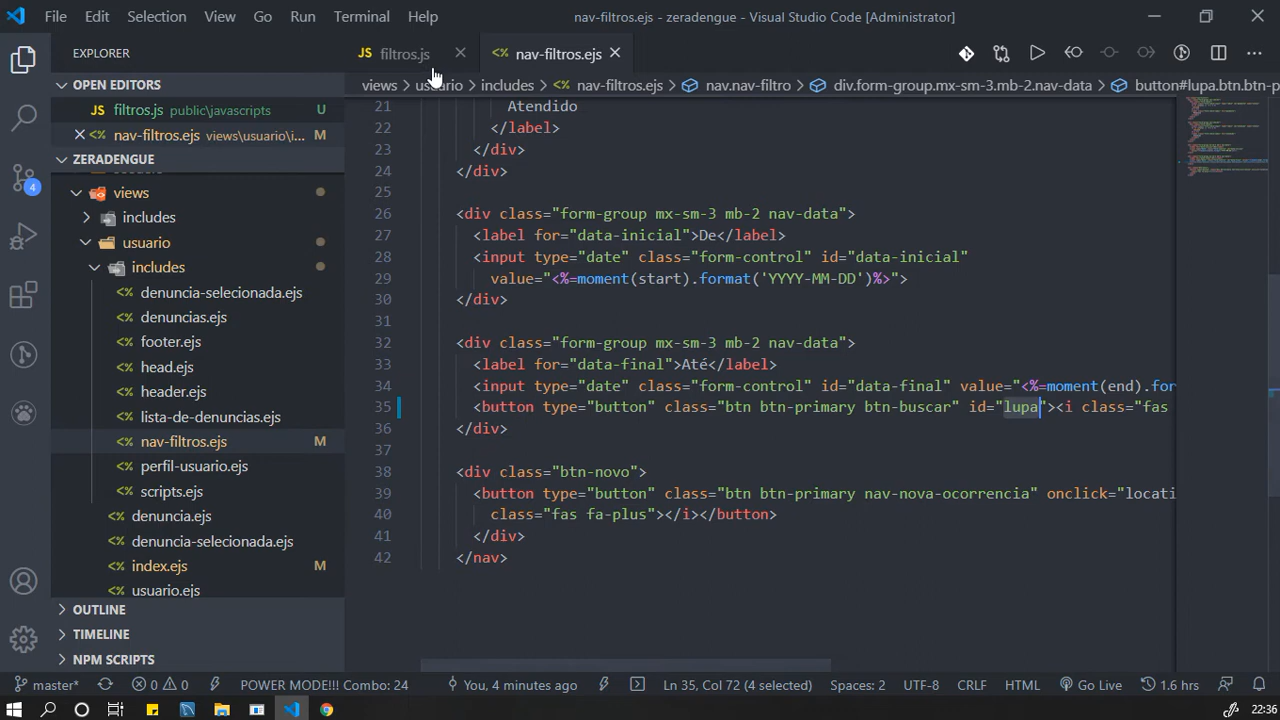 File Edit Selection View Go Run Terminal Help
nav-filtros.ejs - zeradengue - Visual Studio Code [Administrator]
EXPLORER
JS filtros.js
<% nav-filtros.ejs
OPEN EDITORS
views > usuario > includes > <% nav-filtros.ejs > nav.nav-filtro > div.form-group.mx-sm-3.mb-2.nav-data > button#lupa.btn.btn-p
JS filtros.js public\javascripts U
<% nav-filtros.ejs views\usuario\i... M
ZERADENGUE
views
includes
usuario
includes
<% denuncia-selecionada.ejs
<% denuncias.ejs
<% footer.ejs
<% head.ejs
<% header.ejs
<% lista-de-denuncias.ejs
<% nav-filtros.ejs M
<% perfil-usuario.ejs
<% scripts.ejs
<% denuncia.ejs
<% denuncia-selecionada.ejs
<% index.ejs M
<% usuario.ejs
OUTLINE
TIMELINE
NPM SCRIPTS
4
21 Atendido
22 </label>
23 </div>
24 </div>
25
26 <div class="form-group mx-sm-3 mb-2 nav-data">
27 <label for="data-inicial">De</label>
28 <input type="date" class="form-control" id="data-inicial"
29 value="<%=moment(start).format('YYYY-MM-DD')%>">
30 </div>
31
32 <div class="form-group mx-sm-3 mb-2 nav-data">
33 <label for="data-final">Até</label>
34 <input type="date" class="form-control" id="data-final" value="<%=moment(end).for
35 <button type="button" class="btn btn-primary btn-buscar" id="lupa"><i class="fas
36 </div>
37
38 <div class="btn-novo">
39 <button type="button" class="btn btn-primary nav-nova-ocorrencia" onclick="locati
40 class="fas fa-plus"></i></button>
41 </div>
42 </nav>
master* 0 0 POWER MODE!!! Combo: 24 You, 4 minutes ago Ln 35, Col 72 (4 selected) Spaces: 2 UTF-8 CRLF HTML Go Live 1.6 hrs
22:36